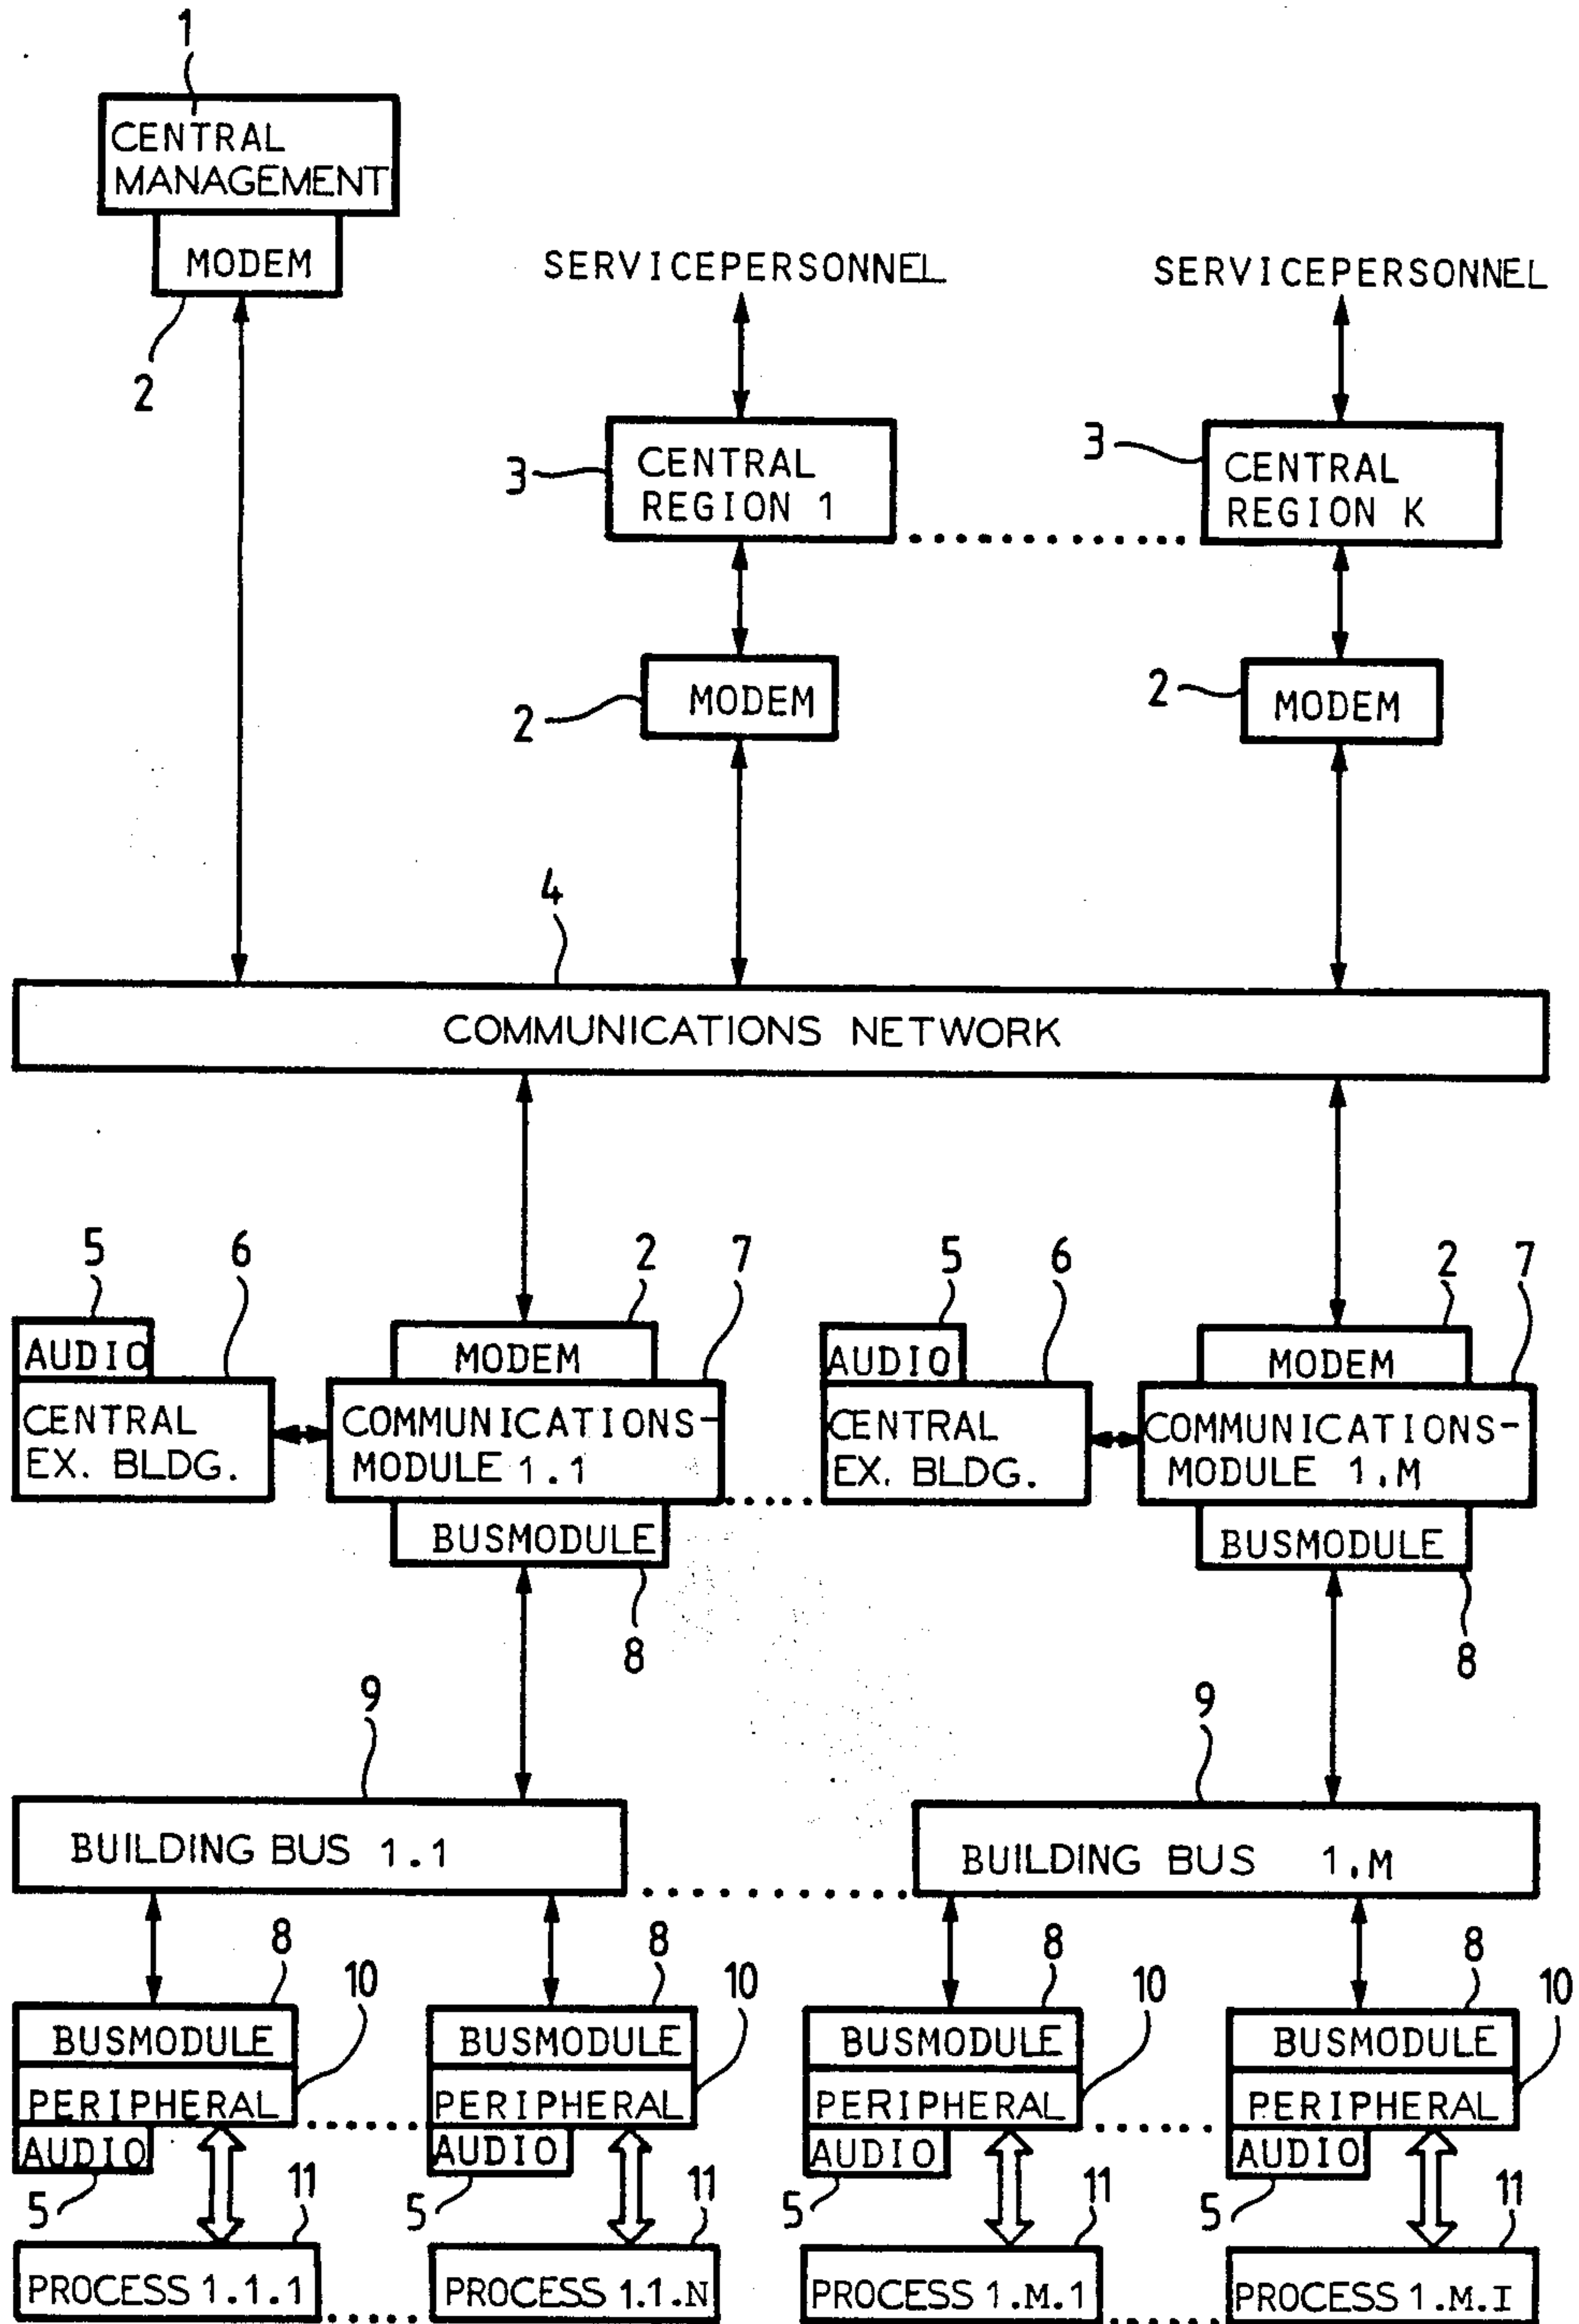 1
CENTRAL
MANAGEMENT
MODEM
2
SERVICEPERSONNEL
SERVICEPERSONNEL
3
CENTRAL
REGION 1
3
CENTRAL
REGION K
2
MODEM
2
MODEM
4
COMMUNICATIONS NETWORK
5
6
2
7
5
6
2
7
AUDIO
MODEM
AUDIO
MODEM
CENTRAL
EX. BLDG.
COMMUNICATIONS-
MODULE 1.1
CENTRAL
EX. BLDG.
COMMUNICATIONS-
MODULE 1.M
BUSMODULE
BUSMODULE
8
8
9
9
BUILDING BUS 1.1
BUILDING BUS 1.M
8
10
8
10
8
10
8
10
BUSMODULE
BUSMODULE
BUSMODULE
BUSMODULE
PERIPHERAL
PERIPHERAL
PERIPHERAL
PERIPHERAL
AUDIO
AUDIO
AUDIO
AUDIO
5
11
5
11
5
11
5
11
PROCESS 1.1.1
PROCESS 1.1.N
PROCESS 1.M.1
PROCESS 1.M.I